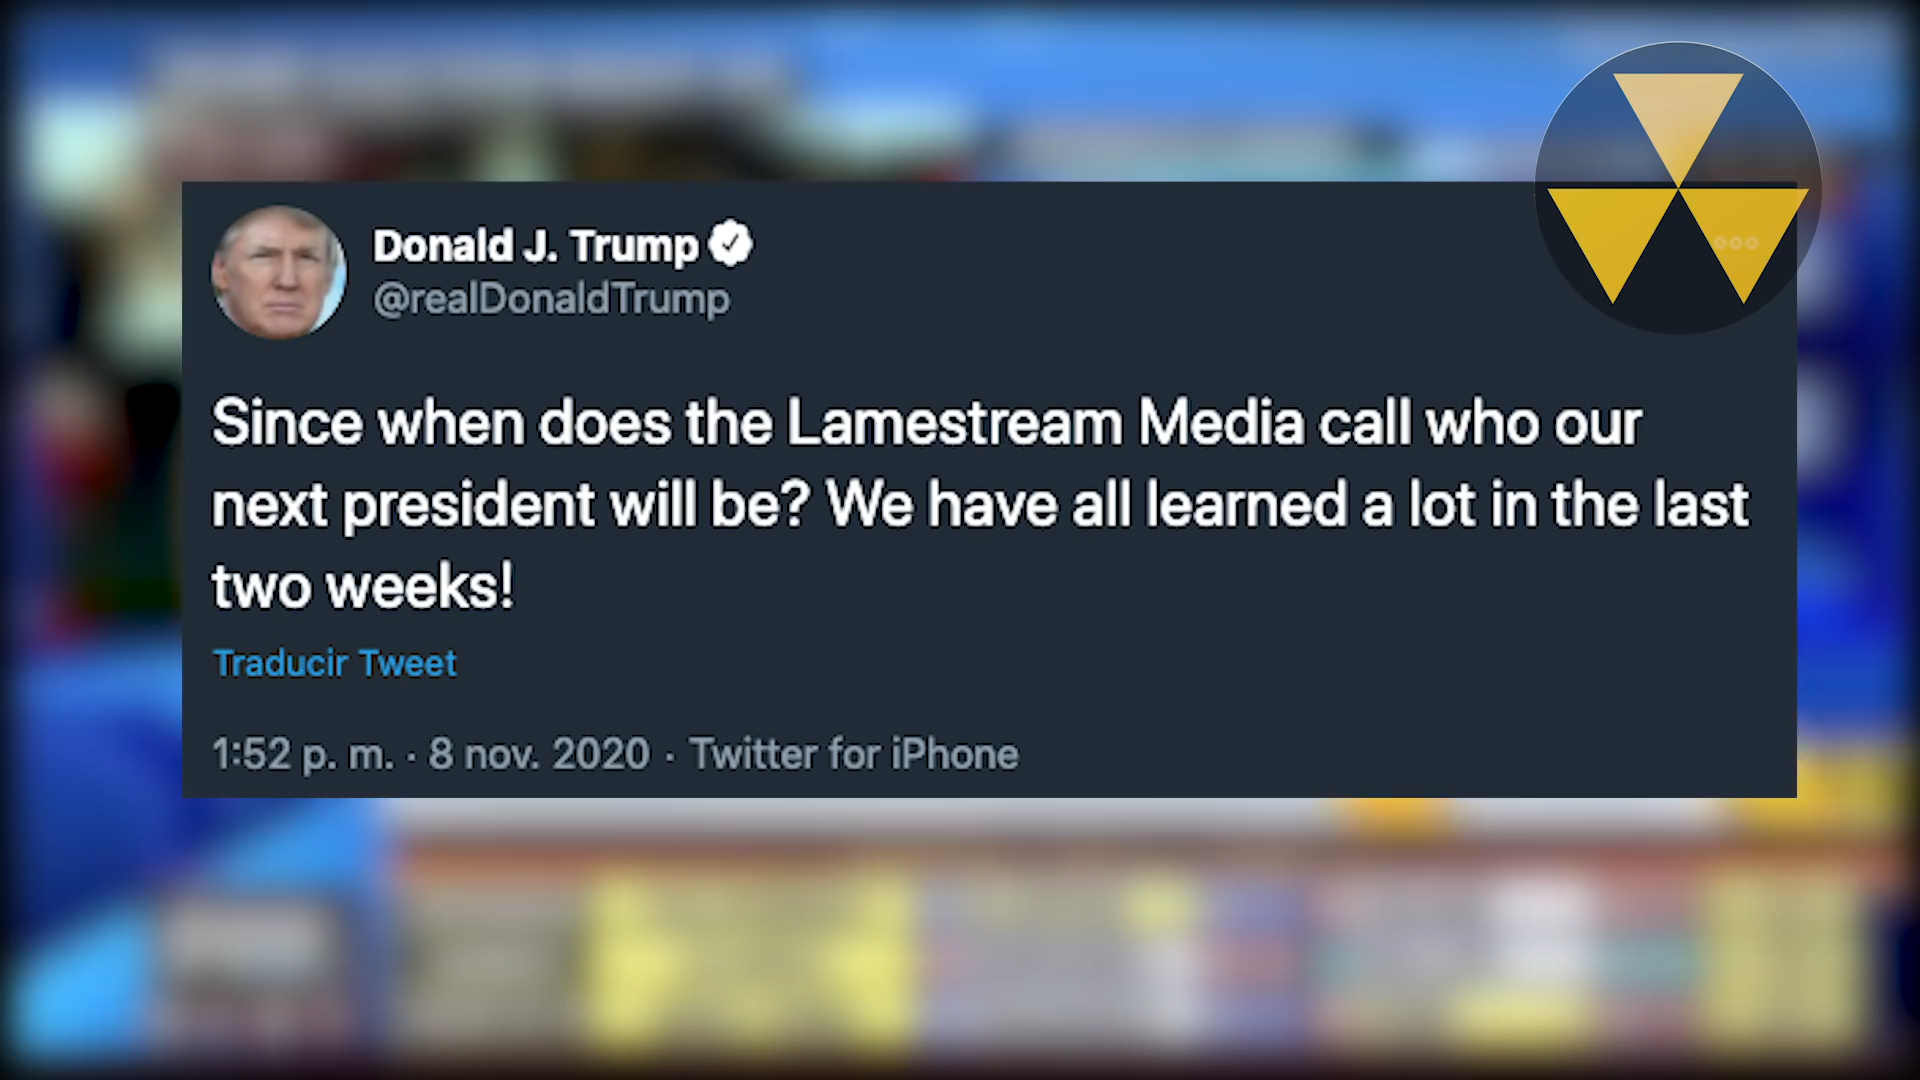 Donald J. Trump
@realDonaldTrump
Since when does the Lamestream Media call who our
next president will be? We have all learned a lot in the last
two weeks!
Traducir Tweet
1:52 p. m. · 8 nov. 2020 · Twitter for iPhone